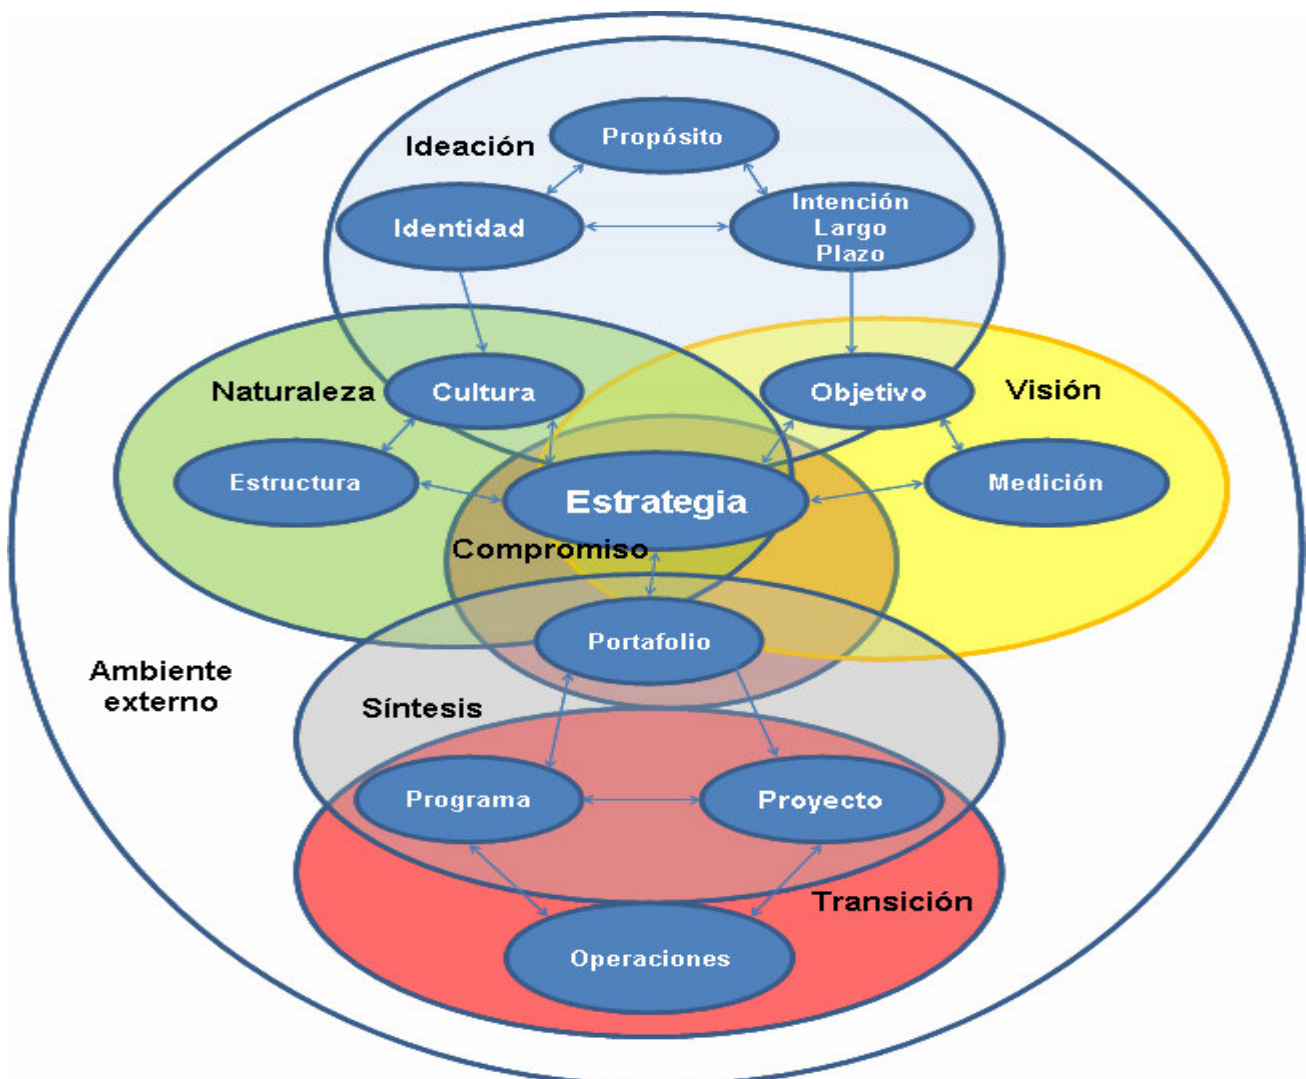 Propósito
Ideación
Identidad
Intención
Largo
Plazo
Naturaleza
Cultura
Objetivo
Visión
Estructura
Estrategia
Medición
Compromiso
Portafolio
Ambiente
externo
Síntesis
Programa
Proyecto
Transición
Operaciones